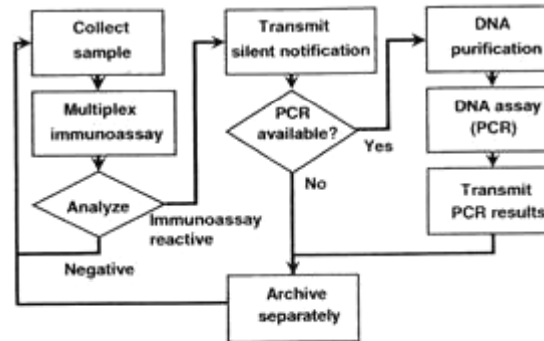 Collect
sample
Multiplex
immunoassay
Analyze
Immunoassay
reactive
Negative
Transmit
silent notification
PCR
available?
Yes
No
DNA
purification
DNA assay
(PCR)
Transmit
PCR results
Archive
separately